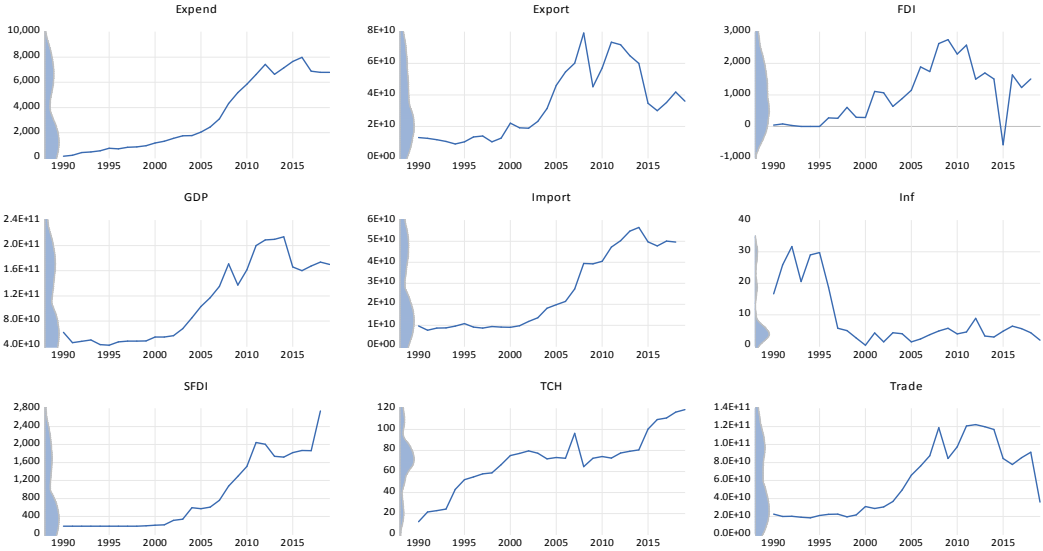 Expend
10,000
8,000
6,000
4,000
2,000
0
1990 1995 2000 2005 2010 2015
Export
8E+10
6E+10
4E+10
2E+10
0E+00
1990 1995 2000 2005 2010 2015
FDI
3,000
2,000
1,000
0
-1,000
1990 1995 2000 2005 2010 2015
GDP
2.4E+11
2.0E+11
1.6E+11
1.2E+11
8.0E+10
4.0E+10
1990 1995 2000 2005 2010 2015
Import
6E+10
5E+10
4E+10
3E+10
2E+10
1E+10
0E+00
1990 1995 2000 2005 2010 2015
Inf
40
30
20
10
0
1990 1995 2000 2005 2010 2015
SFDI
2,800
2,400
2,000
1,600
1,200
800
400
0
1990 1995 2000 2005 2010 2015
TCH
120
100
80
60
40
20
0
1990 1995 2000 2005 2010 2015
Trade
1.4E+11
1.2E+11
1.0E+11
8.0E+10
6.0E+10
4.0E+10
2.0E+10
0.0E+00
1990 1995 2000 2005 2010 2015